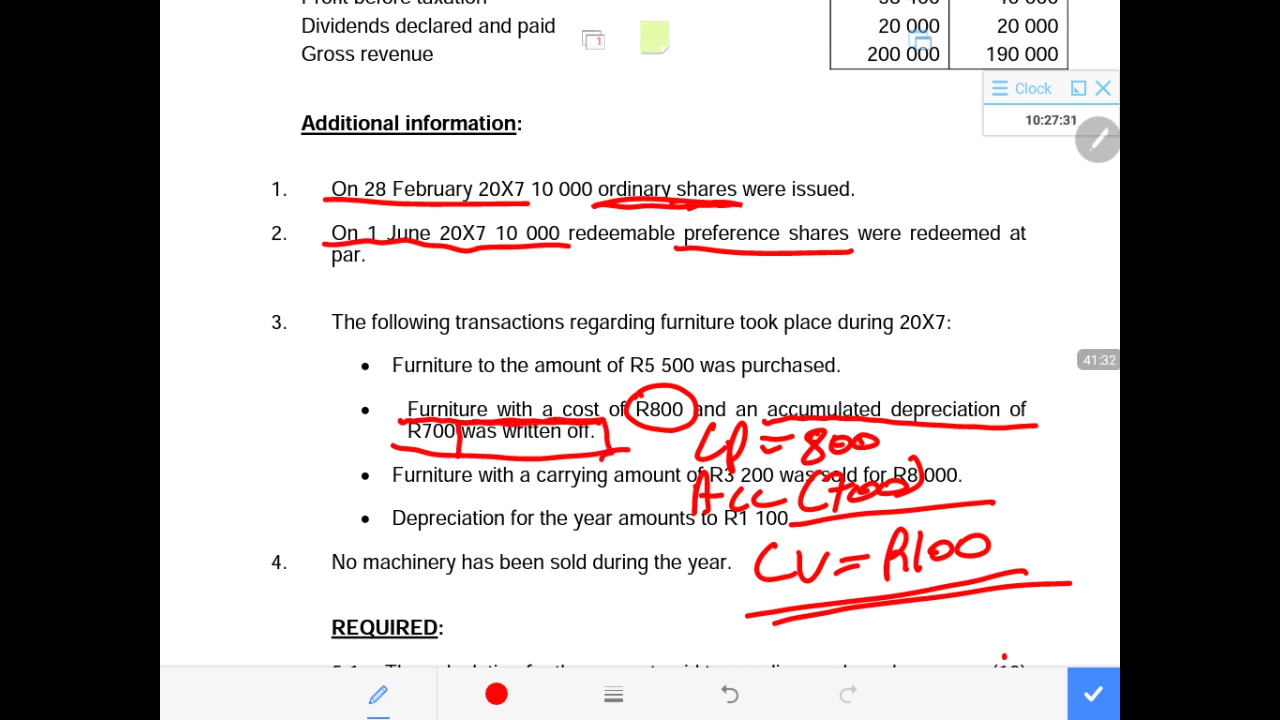 Dividends declared and paid 20 000 20 000
Gross revenue 200 000 190 000
Clock
10:27:31
Additional information:
1. On 28 February 20X7 10 000 ordinary shares were issued.
2. On 1 June 20X7 10 000 redeemable preference shares were redeemed at
par.
3. The following transactions regarding furniture took place during 20X7:
41:32
• Furniture to the amount of R5 500 was purchased.
• Furniture with a cost of R800 and an accumulated depreciation of
R700 was written off.
CP = 800
• Furniture with a carrying amount of R3 200 was sold for R8 000.
Acc (700)
• Depreciation for the year amounts to R1 100.
CV = R100
4. No machinery has been sold during the year.
REQUIRED: